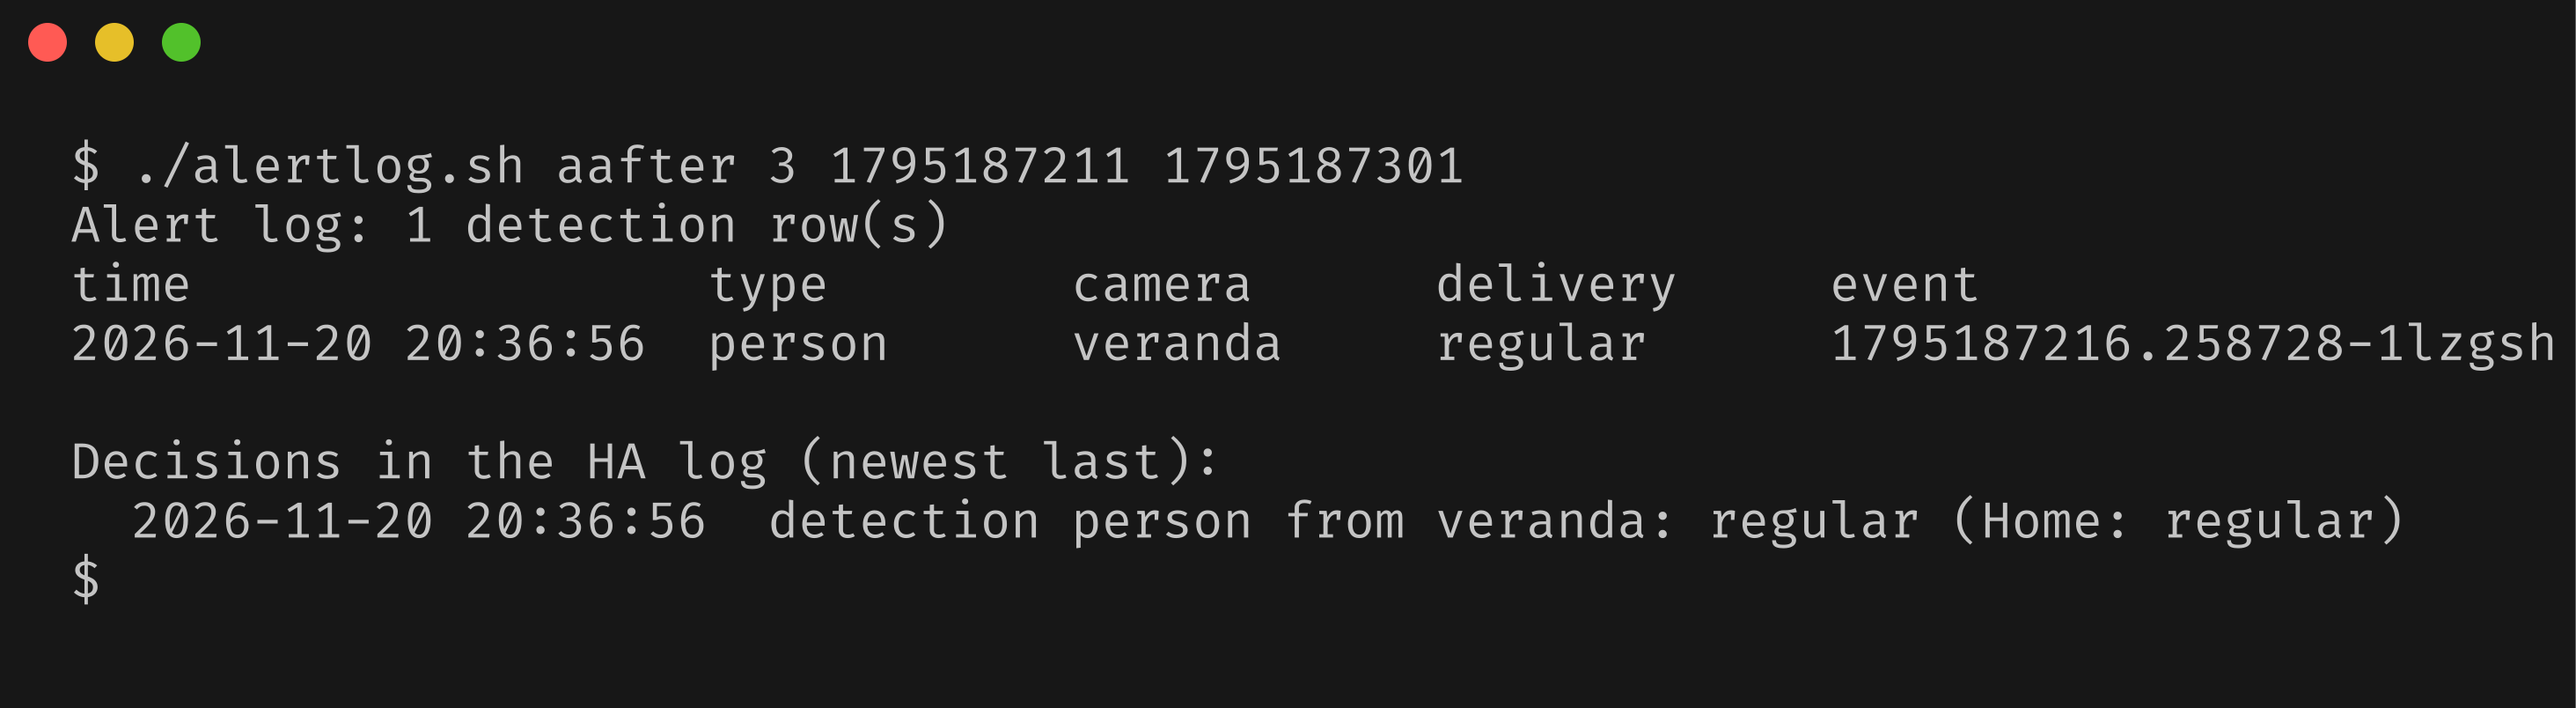 $ ./alertlog.sh aafter 3 1795187211 1795187301
Alert log: 1 detection row(s)
time                 type        camera      delivery     event
2026-11-20 20:36:56  person      veranda     regular      1795187216.258728-1lzgsh

Decisions in the HA log (newest last):
  2026-11-20 20:36:56  detection person from veranda: regular (Home: regular)
$